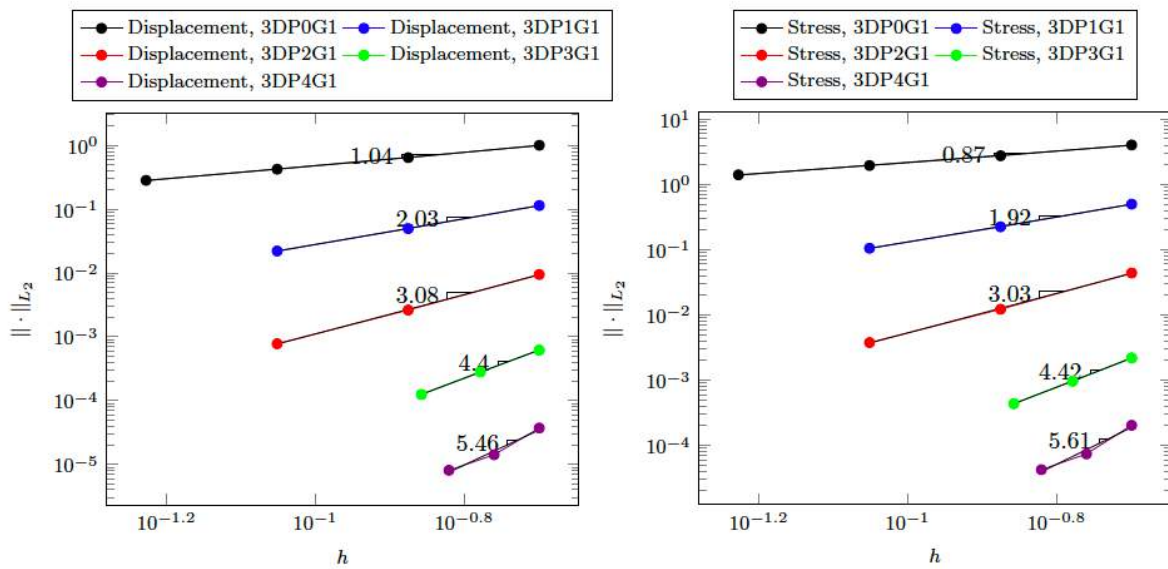 Displacement, 3DP0G1 Displacement, 3DP1G1
Displacement, 3DP2G1 Displacement, 3DP3G1
Displacement, 3DP4G1
10^0
10^{-1}
10^{-2}
10^{-3}
10^{-4}
10^{-5}
|| · ||_{L_2}
1.04
2.03
3.08
4.4
5.46
10^{-1.2} 10^{-1} 10^{-0.8}
h
Stress, 3DP0G1 Stress, 3DP1G1
Stress, 3DP2G1 Stress, 3DP3G1
Stress, 3DP4G1
10^1
10^0
10^{-1}
10^{-2}
10^{-3}
10^{-4}
|| · ||_{L_2}
0.87
1.92
3.03
4.42
5.61
10^{-1.2} 10^{-1} 10^{-0.8}
h